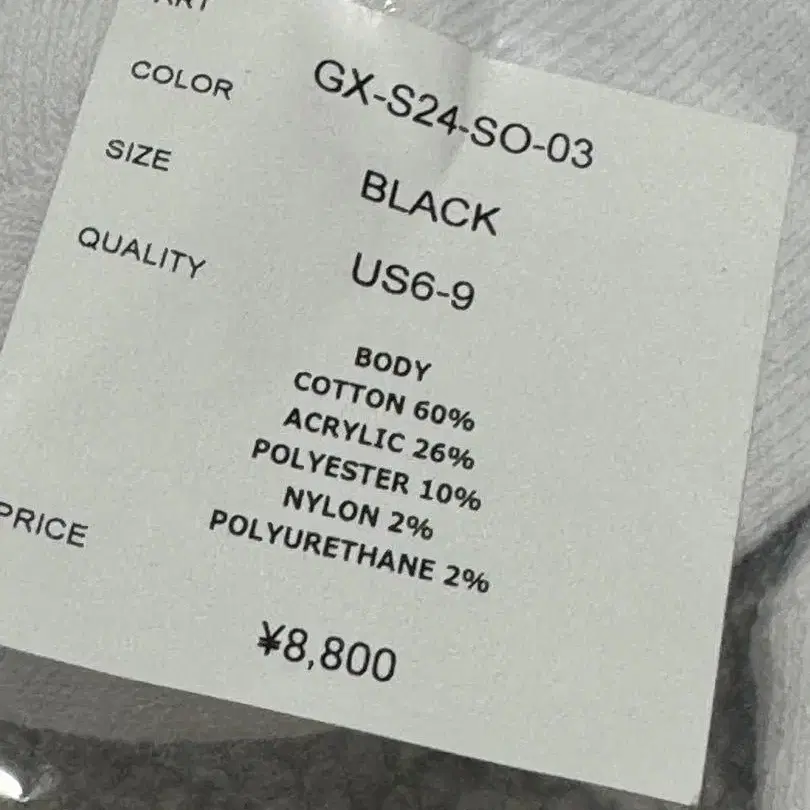 ART GX-S24-SO-03
COLOR BLACK
SIZE US6-9
QUALITY
BODY
COTTON 60%
ACRYLIC 26%
POLYESTER 10%
NYLON 2%
POLYURETHANE 2%
PRICE ¥8,800